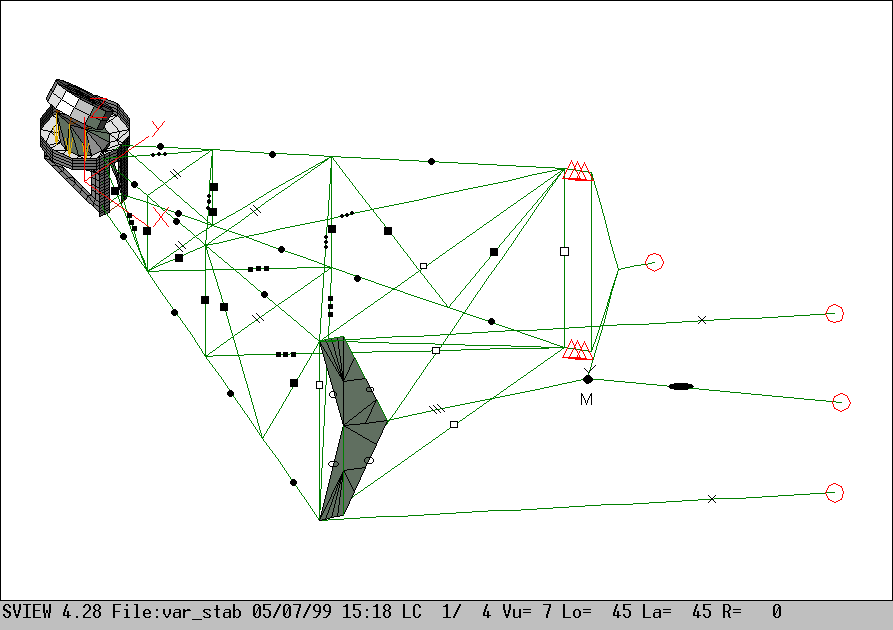 Y
X
M
SVIEW 4.28 File:var_stab 05/07/99 15:18 LC 1/ 4 Vu= 7 Lo= 45 La= 45 R= 0